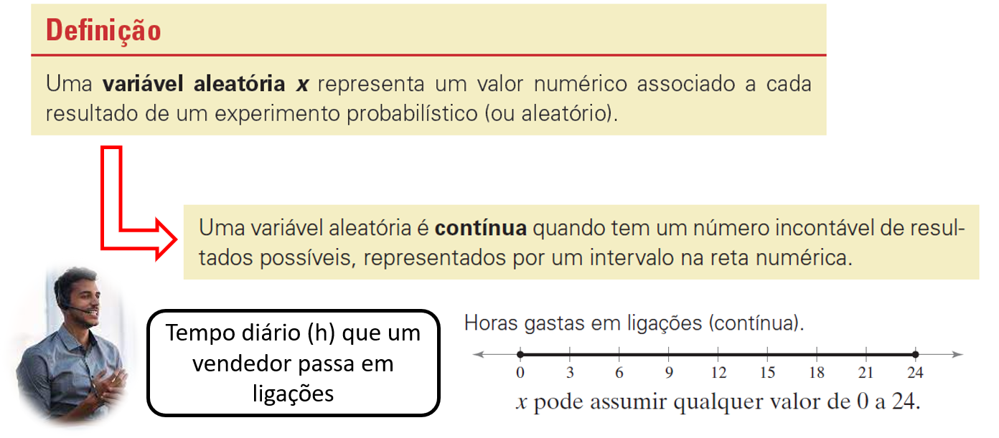 Definição
Uma variável aleatória x representa um valor numérico associado a cada
resultado de um experimento probabilístico (ou aleatório).
Uma variável aleatória é contínua quando tem um número incontável de resul-
tados possíveis, representados por um intervalo na reta numérica.
Tempo diário (h) que um
vendedor passa em
ligações
Horas gastas em ligações (contínua).
0 3 6 9 12 15 18 21 24
x pode assumir qualquer valor de 0 a 24.